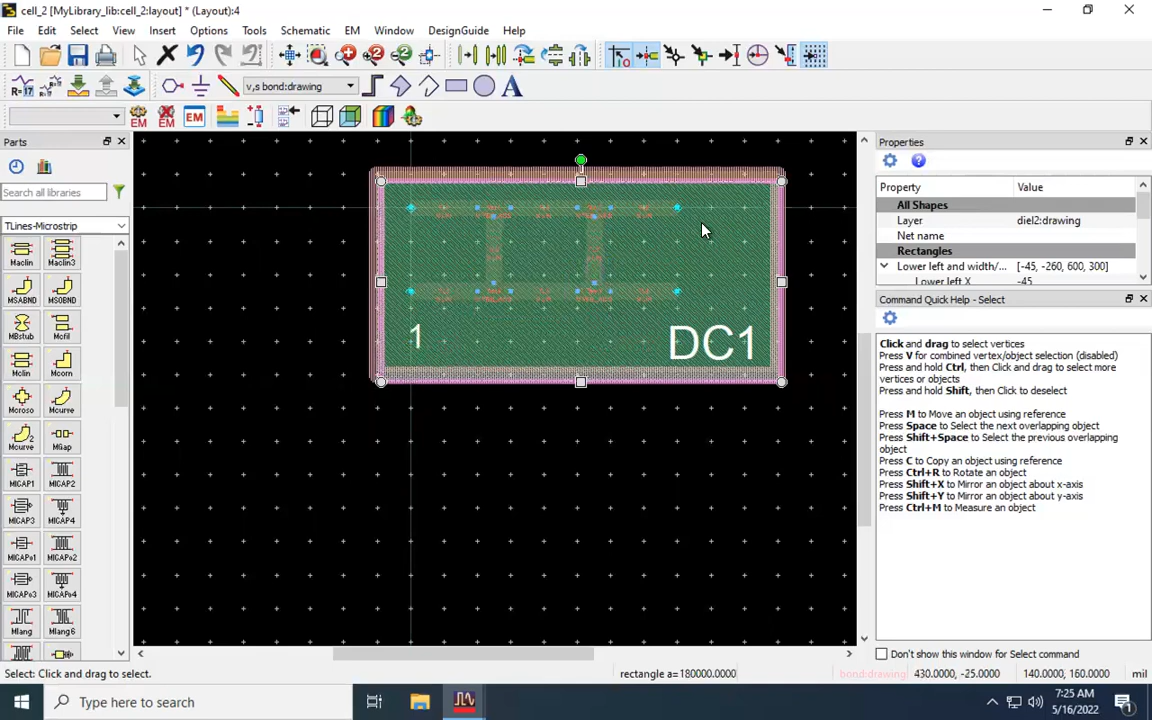 cell_2 [MyLibrary_lib:cell_2:layout] * (Layout):4
File Edit Select View Insert Options Tools Schematic EM Window DesignGuide Help
v,s bond:drawing
EM EM EM
Parts
Search all libraries
TLines-Microstrip
Maclin Maclin3
MSABND MSOBND
MBstub Mcfil
Mclin Mcorn
Mcroso Mcurve
Mcurve MGap
MICAP1 MICAP2
MICAP3 MICAP4
Mlang Mlang6
1
DC1
Properties
Property Value
All Shapes
Layer diel2:drawing
Net name
Rectangles
Lower left and width/... [-45, -260, 600, 300]
Lower left X -45
Command Quick Help - Select
Click and drag to select vertices
Press V for combined vertex/object selection (disabled)
Press and hold Ctrl, then Click and drag to select more
vertices or objects
Press and hold Shift, then Click to deselect
Press M to Move an object using reference
Press Space to Select the next overlapping object
Press Shift+Space to Select the previous overlapping
object
Press C to Copy an object using reference
Press Ctrl+R to Rotate an object
Press Shift+X to Mirror an object about x-axis
Press Shift+Y to Mirror an object about y-axis
Press Ctrl+M to Measure an object
Don't show this window for Select command
Select: Click and drag to select.
rectangle a=180000.0000
bond:drawing
430.0000, -25.0000
140.0000, 160.0000
mil
Type here to search
7:25 AM
5/16/2022